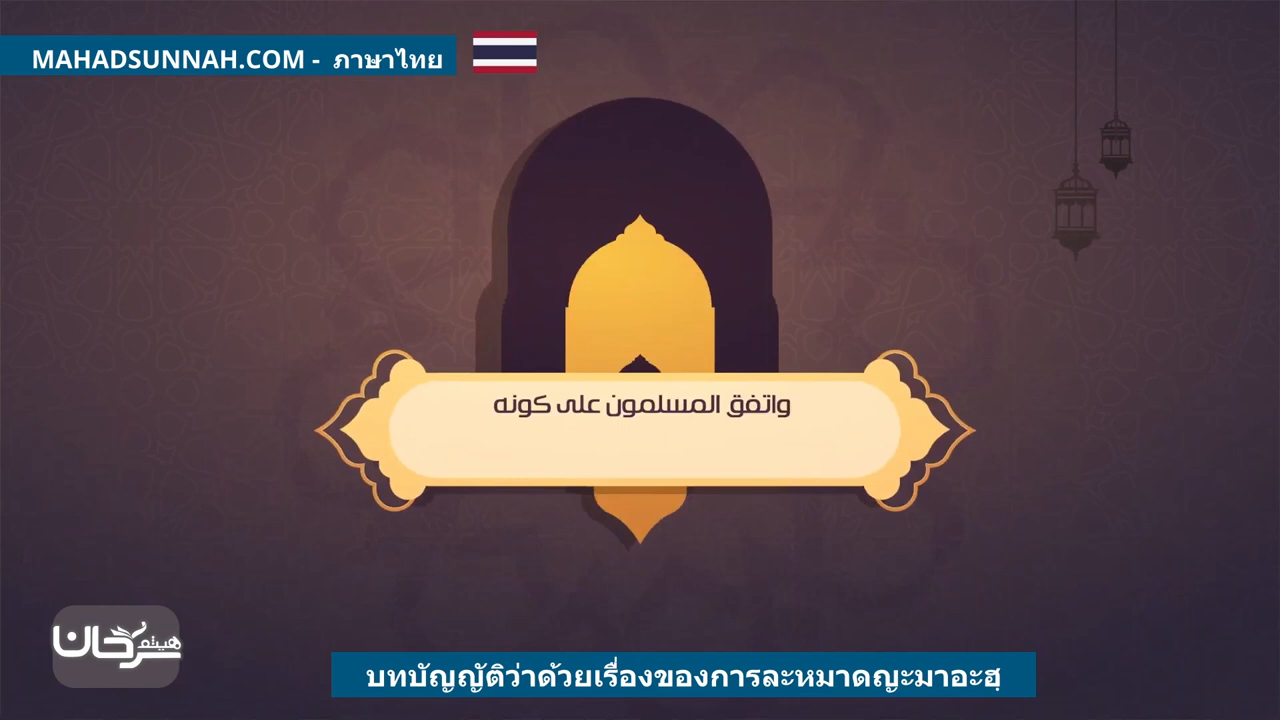 MAHADSUNNAH.COM - ภาษาไทย
واتفق المسلمون على كونه
هيثم سرحان
บทบัญญัติว่าด้วยเรื่องของการละหมาดญะมาอะฮฺ